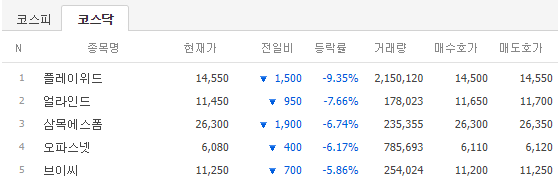 코스피 코스닥
N 종목명 현재가 전일비 등락률 거래량 매수호가 매도호가
1 플레이위드 14,550 ▼ 1,500 -9.35% 2,150,120 14,500 14,550
2 얼라인드 11,450 ▼ 950 -7.66% 178,023 11,650 11,700
3 삼목에스폼 26,300 ▼ 1,900 -6.74% 235,355 26,300 26,350
4 오파스넷 6,080 ▼ 400 -6.17% 785,693 6,110 6,120
5 브이씨 11,250 ▼ 700 -5.86% 254,024 11,200 11,250